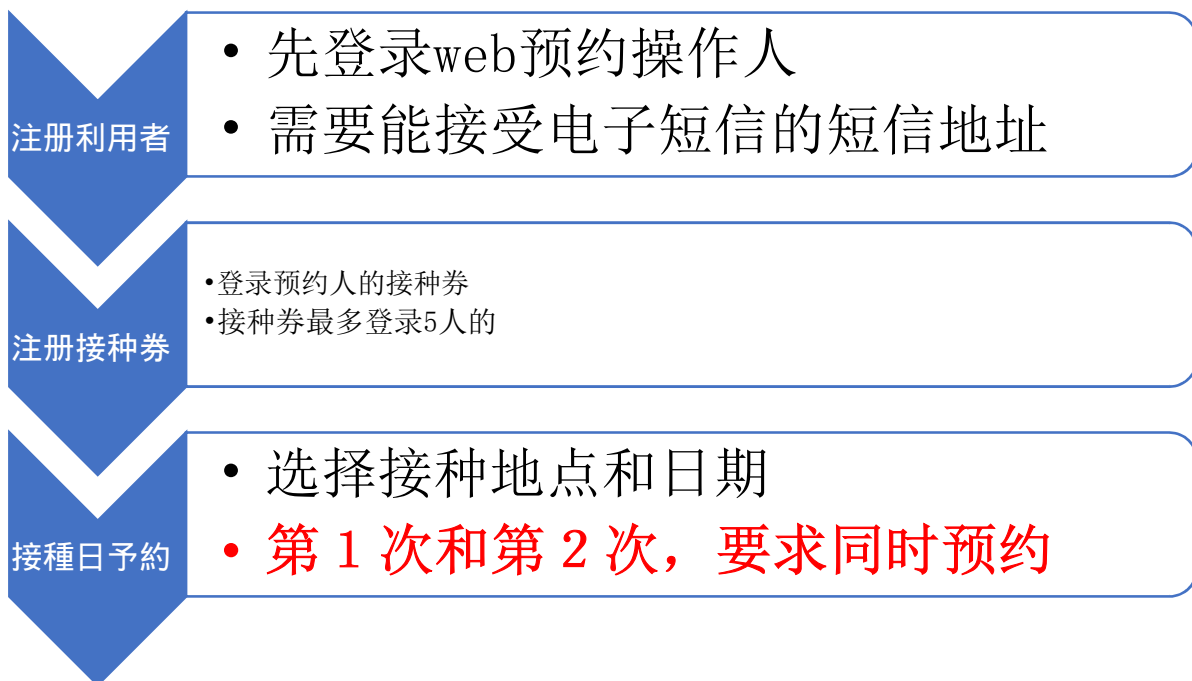 注册利用者
• 先登录web预约操作人
• 需要能接受电子短信的短信地址
注册接种券
•登录预约人的接种券
•接种券最多登录5人的
接種日予約
• 选择接种地点和日期
• 第１次和第２次，要求同时预约